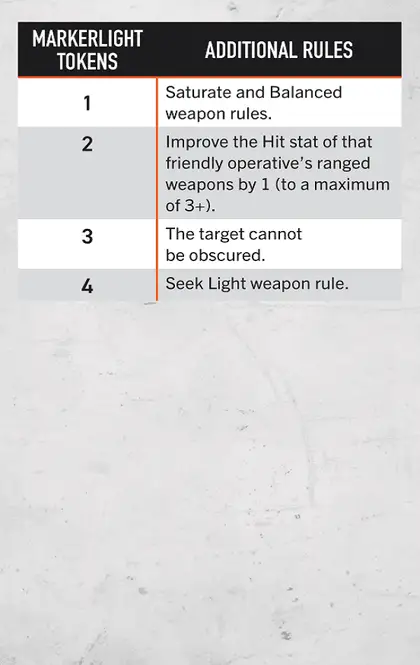 MARKERLIGHT
TOKENS
ADDITIONAL RULES
1
Saturate and Balanced
weapon rules.
2
Improve the Hit stat of that
friendly operative's ranged
weapons by 1 (to a maximum
of 3+).
3
The target cannot
be obscured.
4
Seek Light weapon rule.